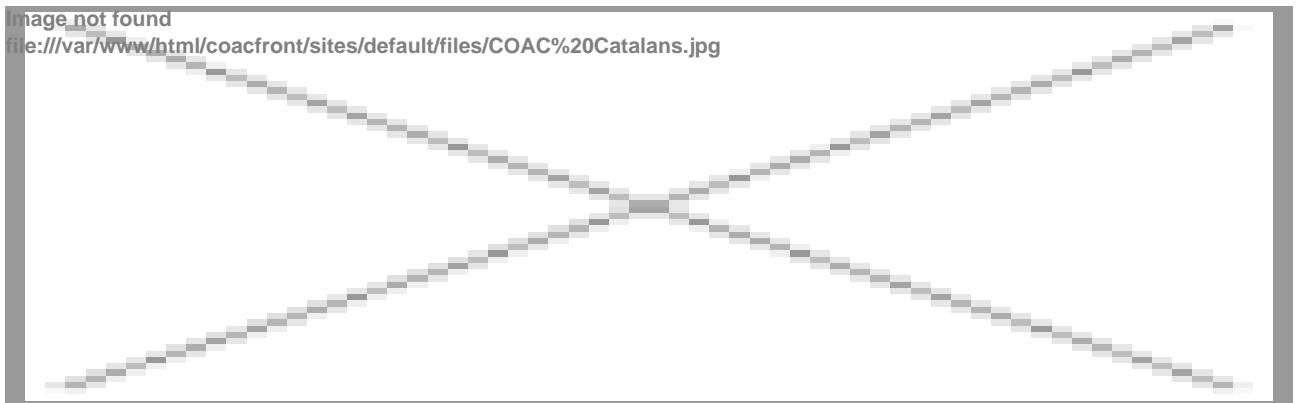 Image not found
file:///var/www/html/coacfront/sites/default/files/COAC%20Catalans.jpg